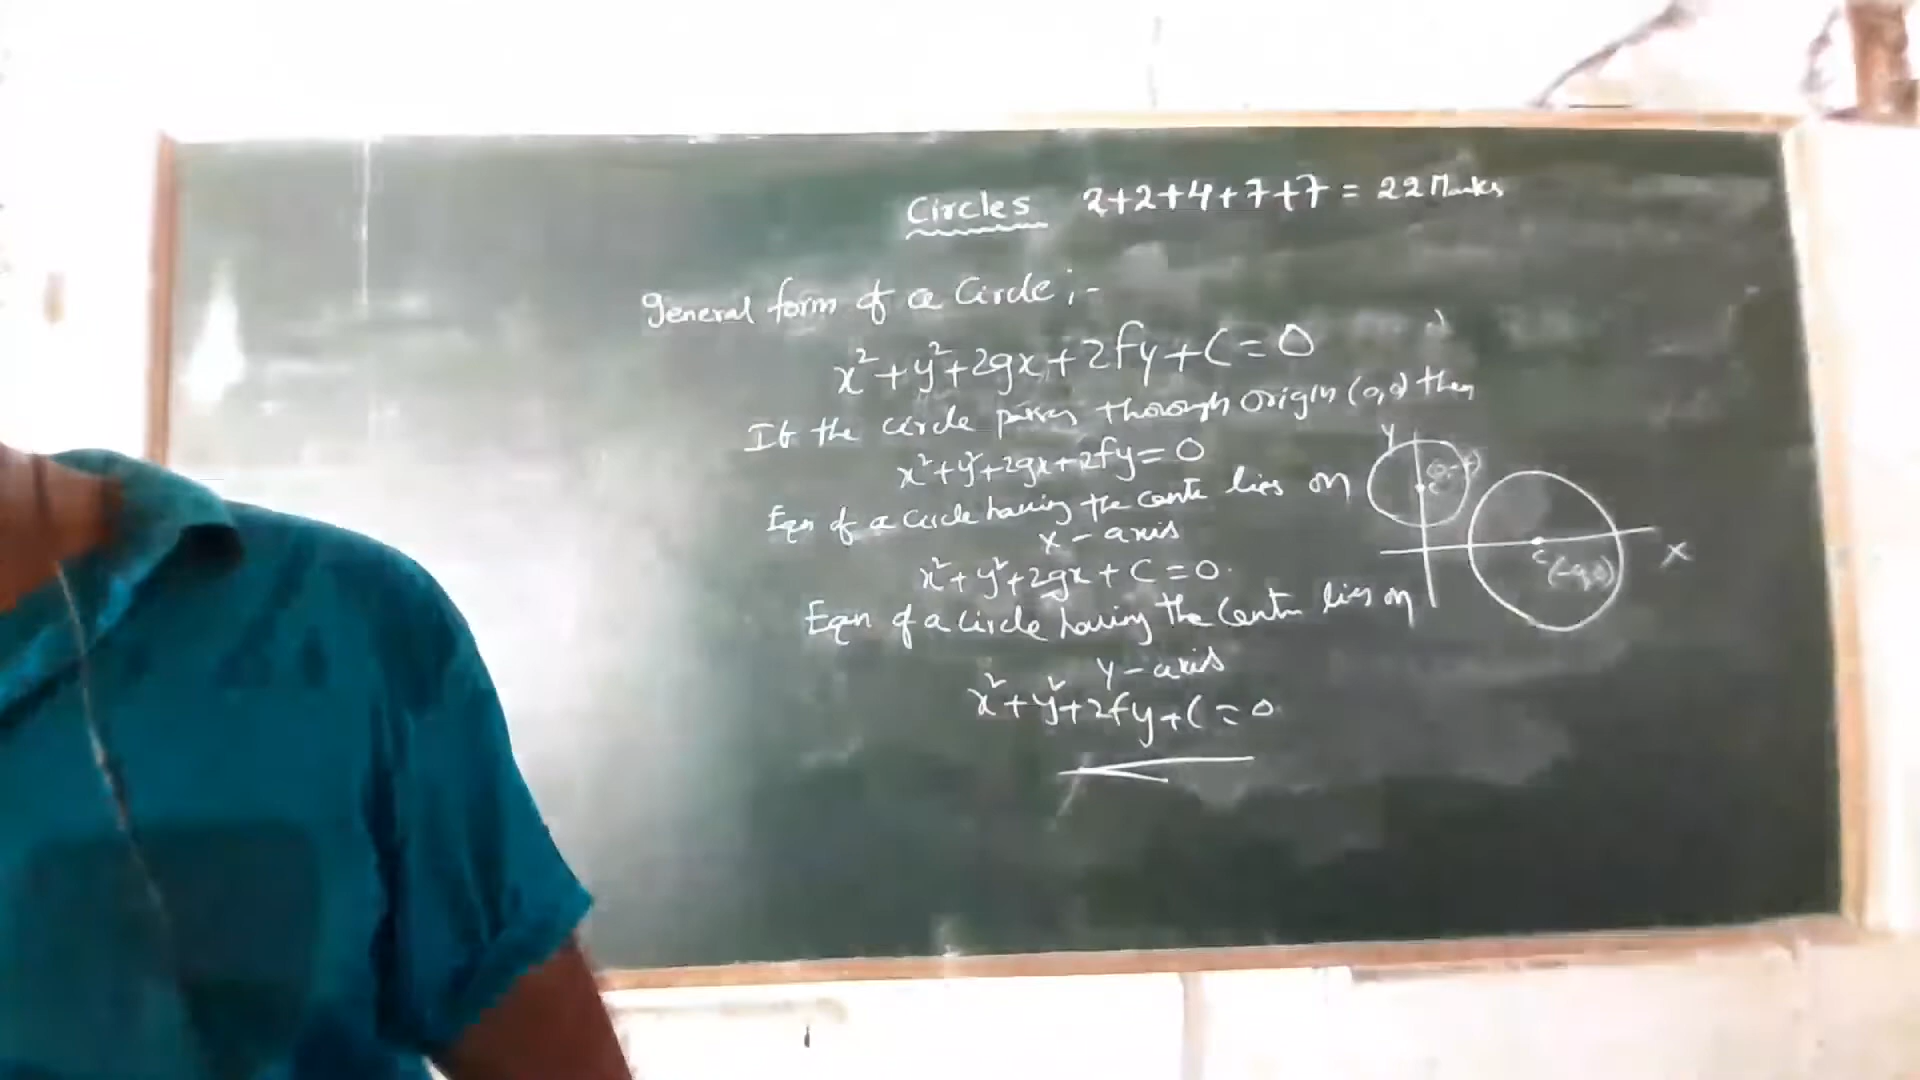 Circles 2+2+4+7+7 = 22 Marks
General form of a Circle :-
x²+y²+2gx+2fy+C=0
If the circle passes thorough origin (0,0) then
x²+y²+2gx+2fy=0
Eqn of a Circle having the centre lies on
x-axis
x²+y²+2gx+C=0.
Eqn of a circle having the Centre lies on
y-axis
x²+y²+2fy+C=0
Y
(0,-f)
C
X
C(-g,0)